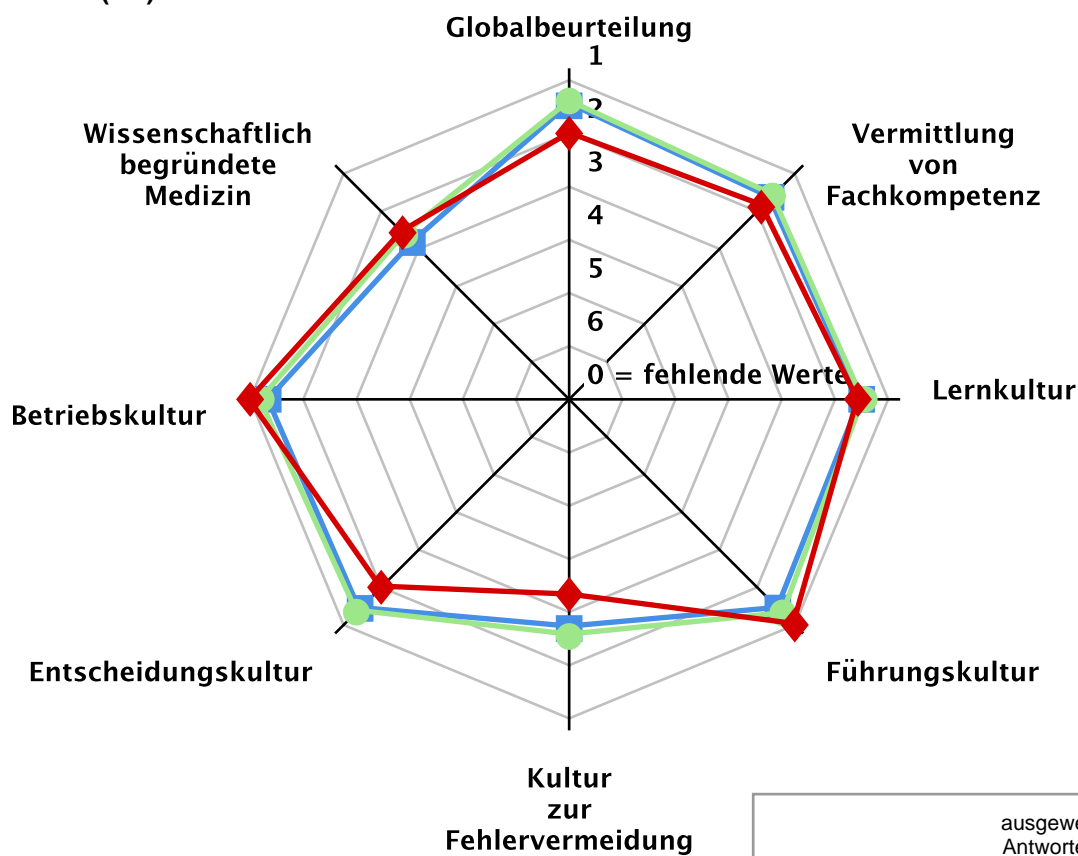 Globalbeurteilung
1
2
3
4
5
6
0 = fehlende Werte
Vermittlung
von
Fachkompetenz
Lernkultur
Führungskultur
Kultur
zur
Fehlervermeidung
Entscheidungskultur
Betriebskultur
Wissenschaftlich
begründete
Medizin